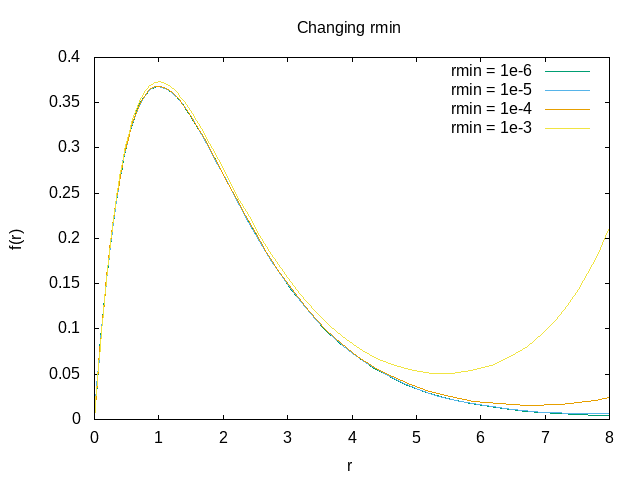 Changing rmin
0.4
0.35
0.3
0.25
0.2
0.15
0.1
0.05
0
f(r)
rmin = 1e-6
rmin = 1e-5
rmin = 1e-4
rmin = 1e-3
0 1 2 3 4 5 6 7 8
r